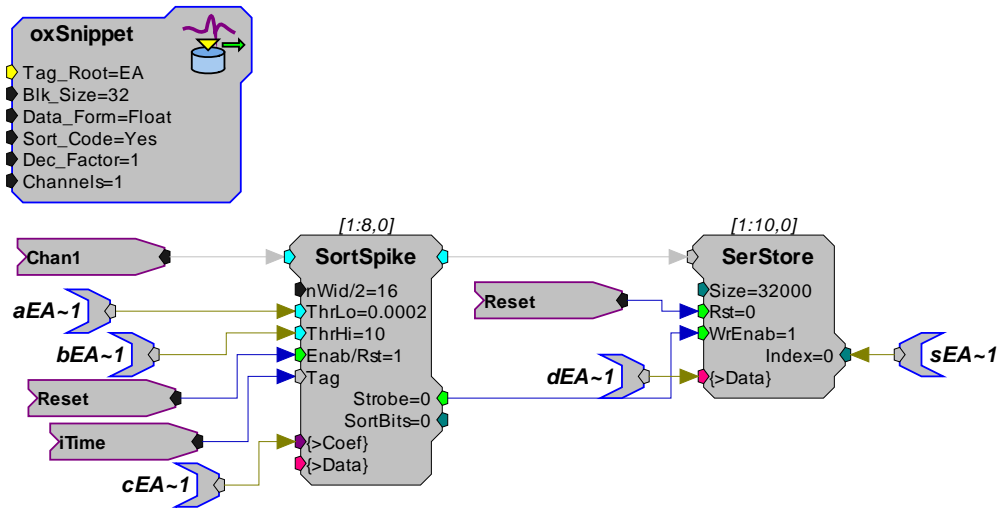 oxSnippet
Tag_Root=EA
Blk_Size=32
Data_Form=Float
Sort_Code=Yes
Dec_Factor=1
Channels=1
[1:8,0]
SortSpike
nWid/2=16
ThrLo=0.0002
ThrHi=10
Enab/Rst=1
Tag
Strobe=0
SortBits=0
{>Coef}
{>Data}
Chan1
aEA~1
bEA~1
Reset
iTime
cEA~1
[1:10,0]
SerStore
Size=32000
Rst=0
WrEnab=1
Index=0
{>Data}
Reset
dEA~1
sEA~1